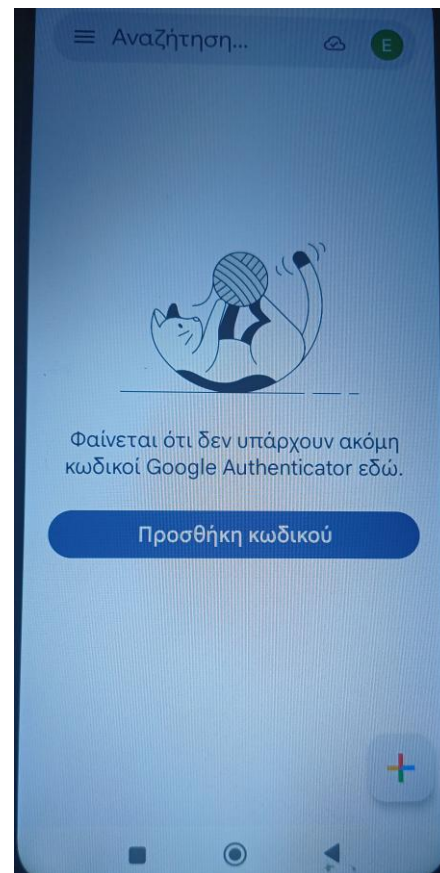 Αναζήτηση...
E
Φαίνεται ότι δεν υπάρχουν ακόμη
κωδικοί Google Authenticator εδώ.
Προσθήκη κωδικού